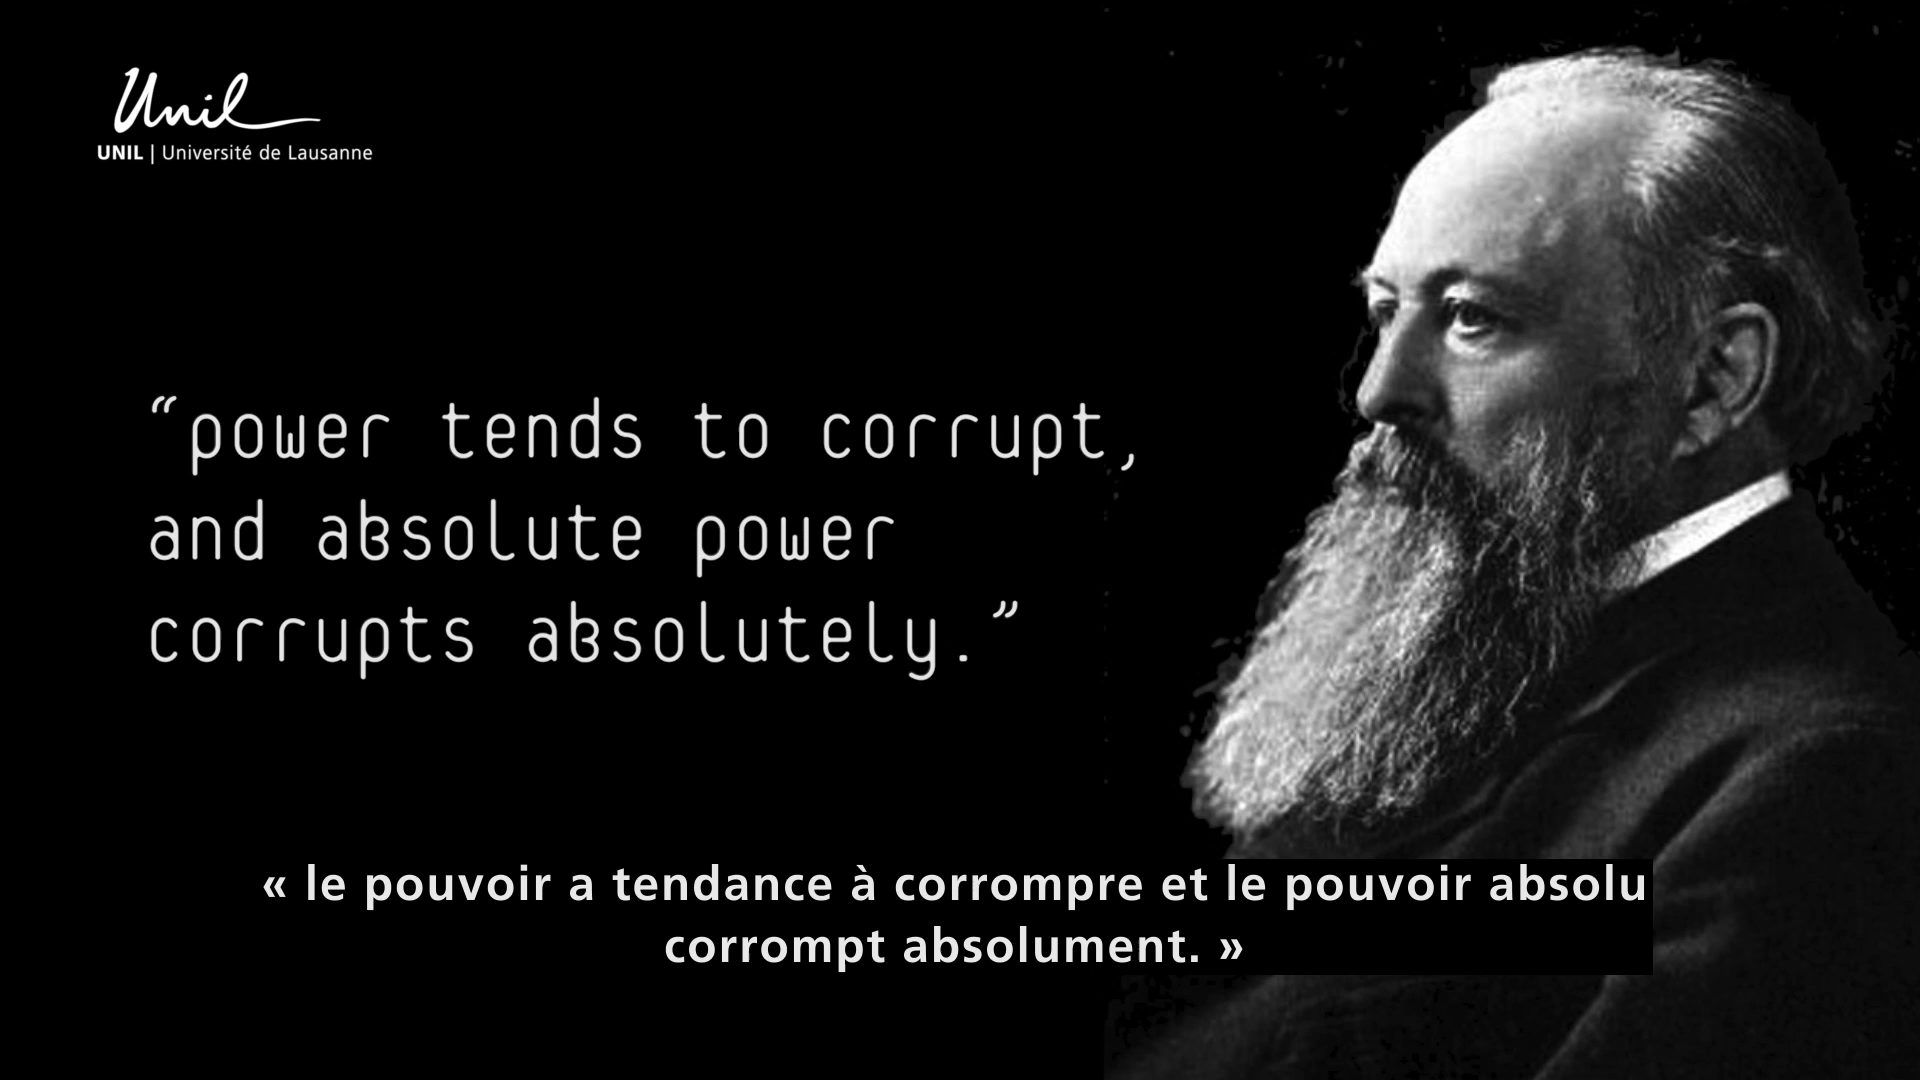 Unil
UNIL | Université de Lausanne
“power tends to corrupt,
and absolute power
corrupts absolutely.”
« le pouvoir a tendance à corrompre et le pouvoir absolu
corrompt absolument. »